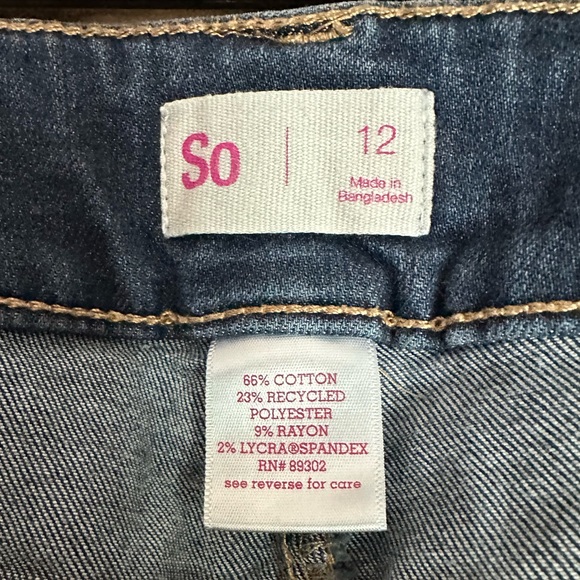 So | 12
Made in
Bangladesh
66% COTTON
23% RECYCLED
POLYESTER
9% RAYON
2% LYCRA®SPANDEX
RN# 89302
see reverse for care